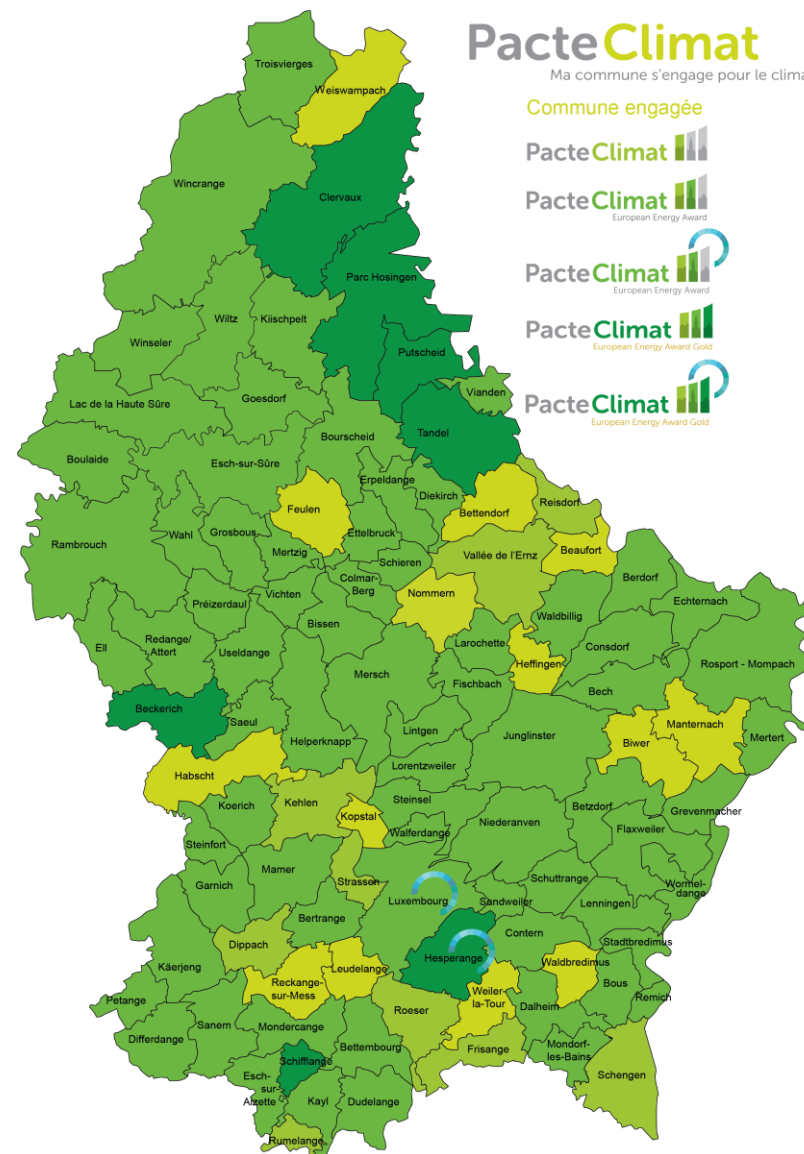 PacteClimat
Ma commune s'engage pour le clima
Commune engagée
PacteClimat
PacteClimat
European Energy Award
PacteClimat
European Energy Award
PacteClimat
European Energy Award Gold
PacteClimat
European Energy Award Gold
Troisvierges
Weiswampach
Wincrange
Clervaux
Parc Hosingen
Wiltz
Kiischpelt
Winseler
Putscheid
Vianden
Goesdorf
Lac de la Haute Sûre
Tandel
Bourscheid
Boulaide
Esch-sur-Sûre
Erpeldange
Diekirch
Reisdorf
Feulen
Bettendorf
Ettelbruck
Wahl
Grosbous
Rambrouch
Mertzig
Vallée de l'Ernz
Beaufort
Schieren
Colmar-
Berg
Berdorf
Vichten
Nommern
Echternach
Préizerdaul
Waldbillig
Bissen
Redange/
Attert
Ell
Useldange
Larochette
Consdorf
Heffingen
Rosport - Mompach
Mersch
Fischbach
Bech
Beckerich
Saeul
Manternach
Lintgen
Junglinster
Helperknapp
Biwer
Mertert
Lorentzweiler
Habscht
Steinsel
Koerich
Kehlen
Betzdorf
Grevenmacher
Kopstal
Niederanven
Walferdange
Flaxweiler
Steinfort
Mamer
Schuttrange
Strassen
Garnich
Wormel-
dange
Luxembourg
Sandweiler
Lenningen
Bertrange
Contern
Dippach
Stadtbredimus
Hesperange
Käerjeng
Leudelange
Waldbredimus
Reckange-
sur-Mess
Weiler-
la-Tour
Bous
Petange
Roeser
Dalheim
Remich
Sanem
Mondercange
Differdange
Bettembourg
Mondorf-
les-Bains
Frisange
Schifflange
Schengen
Esch-
sur-
Alzette
Kayl
Dudelange
Rumelange